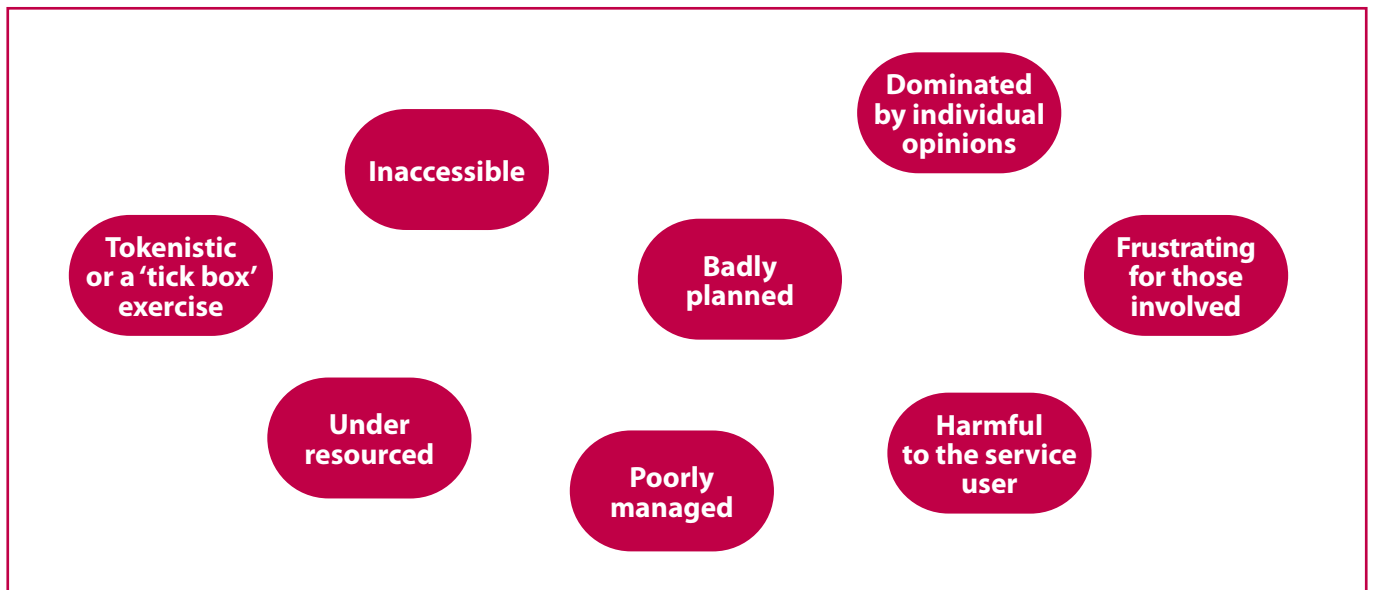 Dominated
by individual
opinions
Inaccessible
Tokenistic
or a ‘tick box’
exercise
Badly
planned
Frustrating
for those
involved
Under
resourced
Poorly
managed
Harmful
to the service
user